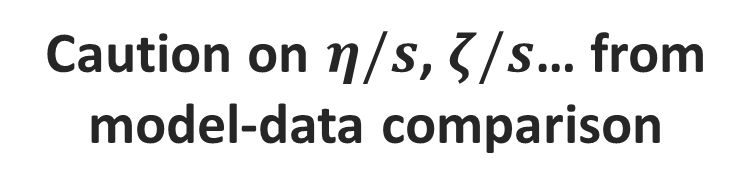 Caution on η/s, ζ/s… from
model-data comparison